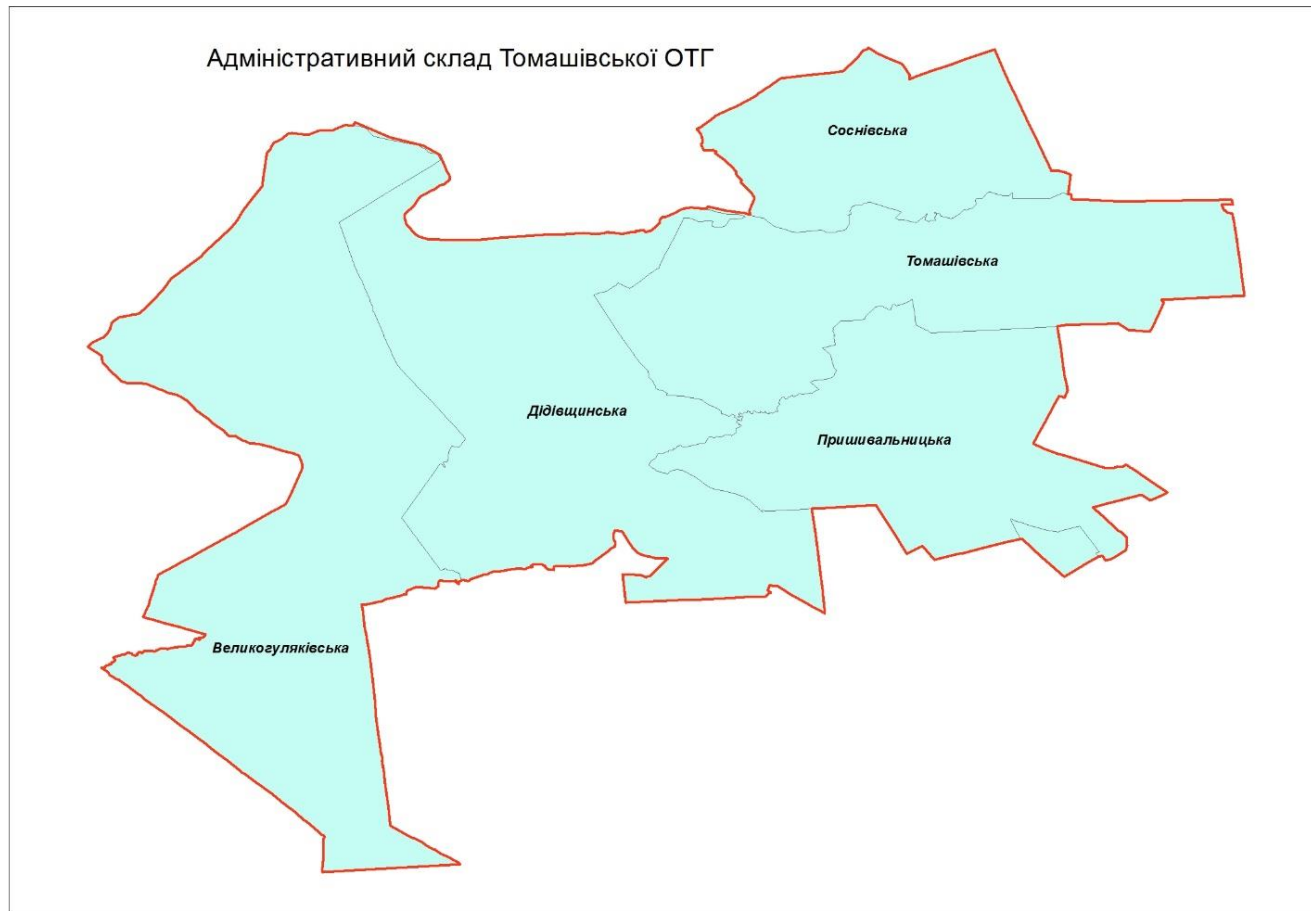 Адміністративний склад Томашівської ОТГ
Соснівська
Томашівська
Дідівщинська
Пришивальницька
Великогуляківська